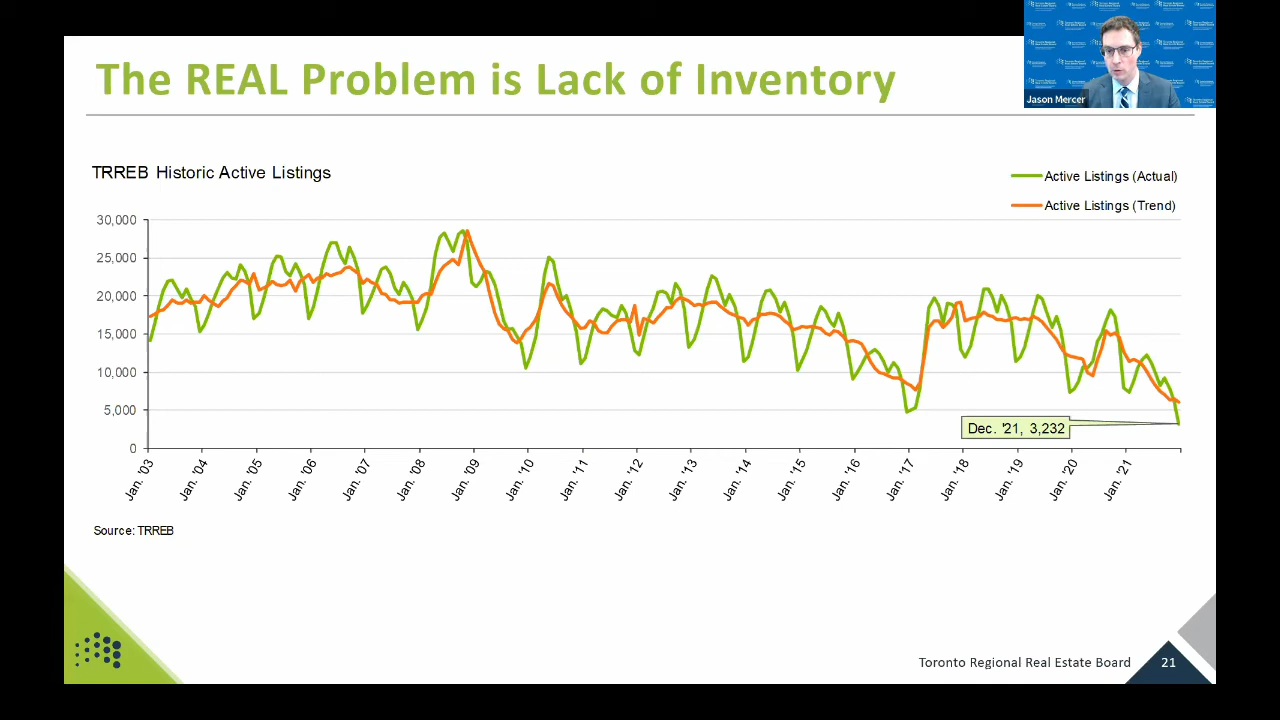 The REAL Problem is Lack of Inventory
Jason Mercer
TRREB Historic Active Listings
Active Listings (Actual)
Active Listings (Trend)
30,000
25,000
20,000
15,000
10,000
5,000
0
Dec. '21, 3,232
Jan. '03
Jan. '04
Jan. '05
Jan. '06
Jan. '07
Jan. '08
Jan. '09
Jan. '10
Jan. '11
Jan. '12
Jan. '13
Jan. '14
Jan. '15
Jan. '16
Jan. '17
Jan. '18
Jan. '19
Jan. '20
Jan. '21
Source: TRREB
Toronto Regional Real Estate Board
21